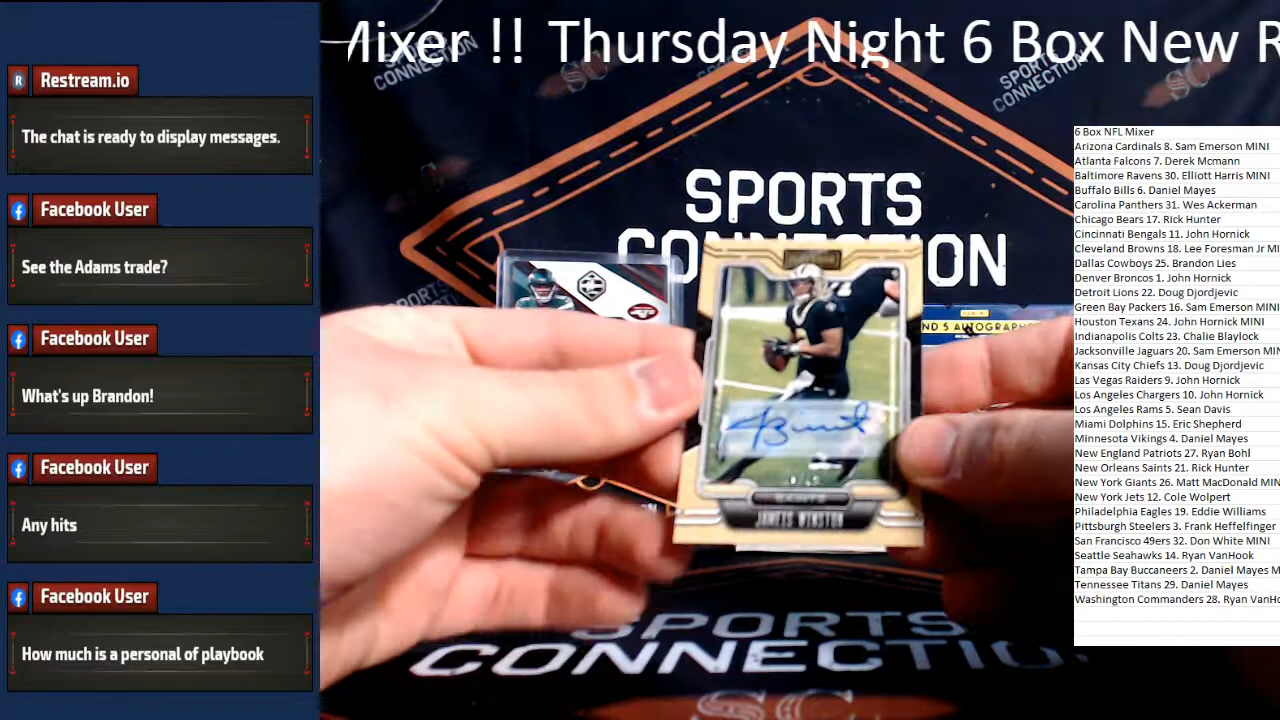 Mixer !! Thursday Night 6 Box New R
Restream.io
The chat is ready to display messages.
Facebook User
See the Adams trade?
Facebook User
What's up Brandon!
Facebook User
Any hits
Facebook User
How much is a personal of playbook
SPORTS
CONNECTION
SPORTS
CONNECTION
SPORTS
CONNECTION
ND 5 AUTOGRAPH
SAINTS
JAMEIS WINSTON
SPORTS
CONNECTIO
SC
6 Box NFL Mixer
Arizona Cardinals 8. Sam Emerson MINI
Atlanta Falcons 7. Derek Mcmann
Baltimore Ravens 30. Elliott Harris MINI
Buffalo Bills 6. Daniel Mayes
Carolina Panthers 31. Wes Ackerman
Chicago Bears 17. Rick Hunter
Cincinnati Bengals 11. John Hornick
Cleveland Browns 18. Lee Foresman Jr MI
Dallas Cowboys 25. Brandon Lies
Denver Broncos 1. John Hornick
Detroit Lions 22. Doug Djordjevic
Green Bay Packers 16. Sam Emerson MINI
Houston Texans 24. John Hornick MINI
Indianapolis Colts 23. Chalie Blaylock
Jacksonville Jaguars 20. Sam Emerson MIN
Kansas City Chiefs 13. Doug Djordjevic
Las Vegas Raiders 9. John Hornick
Los Angeles Chargers 10. John Hornick
Los Angeles Rams 5. Sean Davis
Miami Dolphins 15. Eric Shepherd
Minnesota Vikings 4. Daniel Mayes
New England Patriots 27. Ryan Bohl
New Orleans Saints 21. Rick Hunter
New York Giants 26. Matt MacDonald MIN
New York Jets 12. Cole Wolpert
Philadelphia Eagles 19. Eddie Williams
Pittsburgh Steelers 3. Frank Heffelfinger
San Francisco 49ers 32. Don White MINI
Seattle Seahawks 14. Ryan VanHook
Tampa Bay Buccaneers 2. Daniel Mayes M
Tennessee Titans 29. Daniel Mayes
Washington Commanders 28. Ryan VanHo